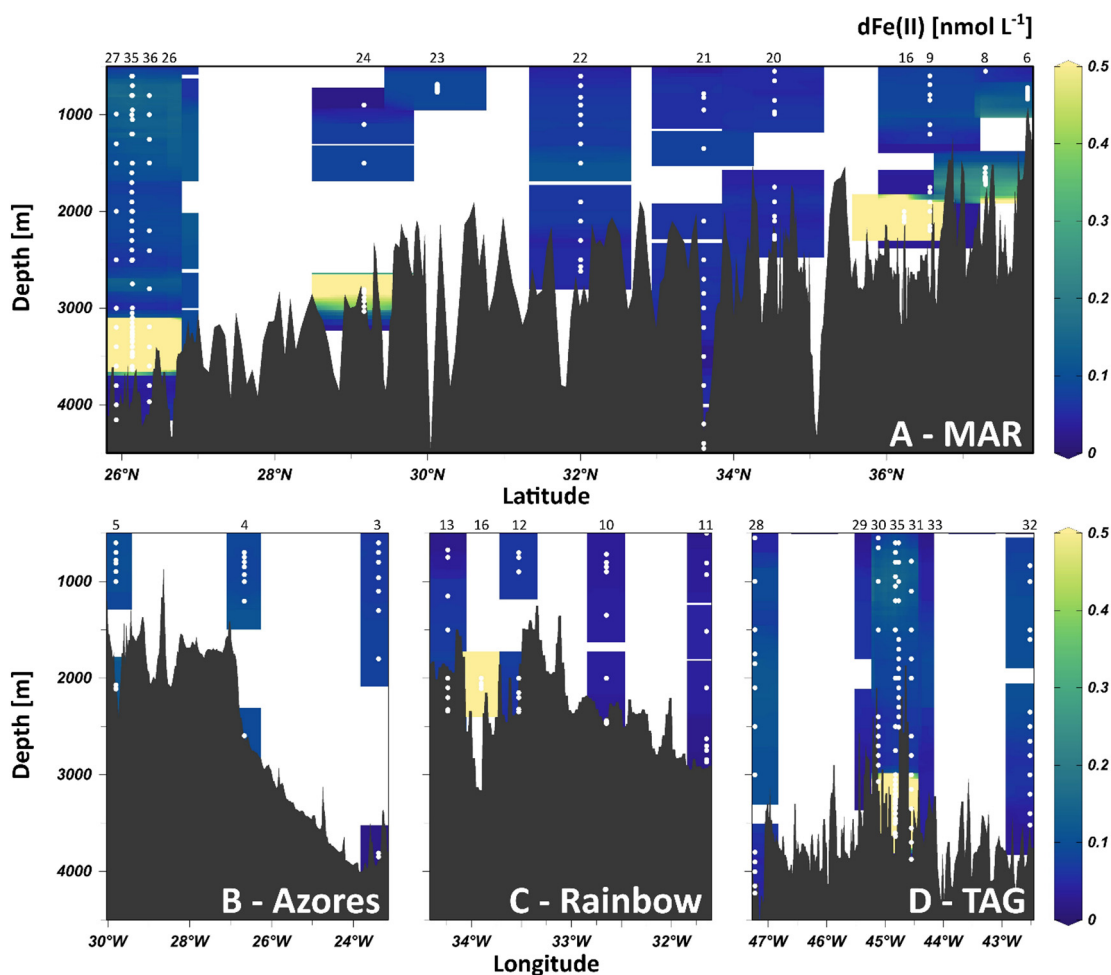 dFe(II) [nmol L-1]
27 35 36 26 24 23 22 21 20 16 9 8 6
0.5
0.4
0.3
0.2
0.1
0
1000
2000
3000
4000
Depth [m]
A - MAR
26°N 28°N 30°N 32°N 34°N 36°N
Latitude
5 4 3 13 16 12 10 11 28 29 30 35 31 33 32
0.5
0.4
0.3
0.2
0.1
0
1000
2000
3000
4000
Depth [m]
B - Azores C - Rainbow D - TAG
30°W 28°W 26°W 24°W 34°W 33°W 32°W 47°W 46°W 45°W 44°W 43°W
Longitude